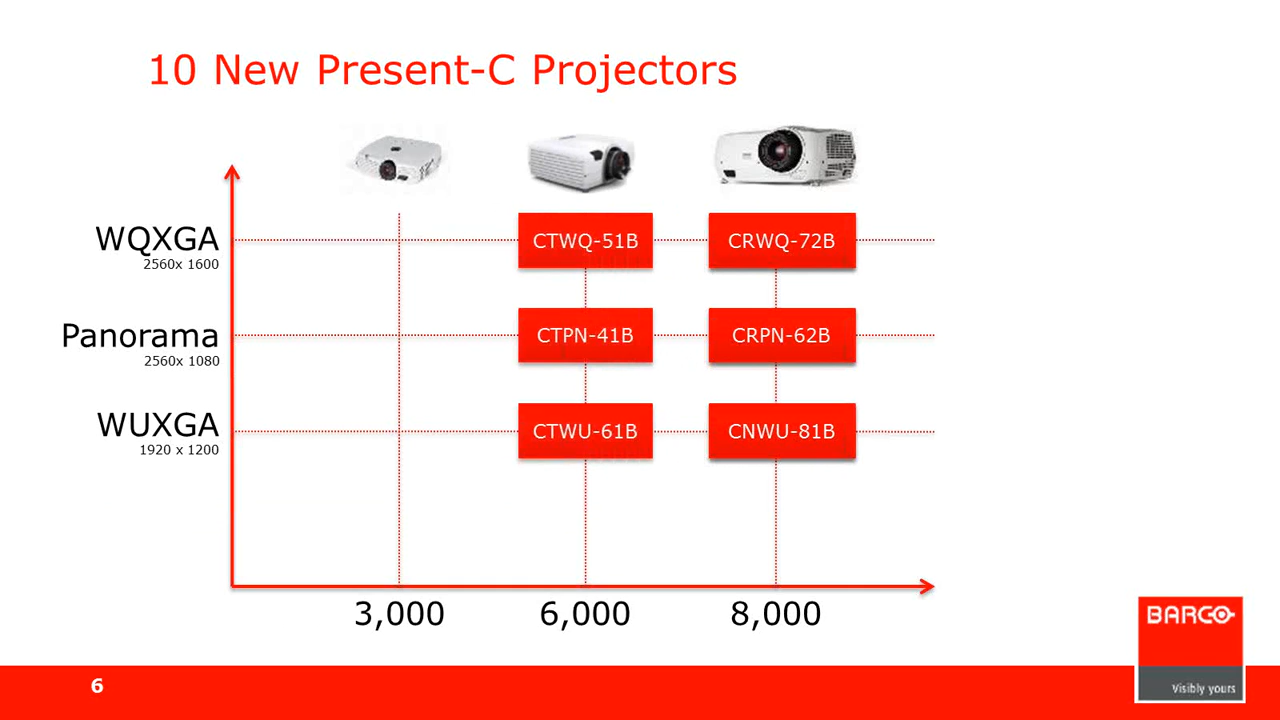 10 New Present-C Projectors
WQXGA
2560x 1600
CTWQ-51B
CRWQ-72B
Panorama
2560x 1080
CTPN-41B
CRPN-62B
WUXGA
1920 x 1200
CTWU-61B
CNWU-81B
3,000
6,000
8,000
BARCO
Visibly yours
6